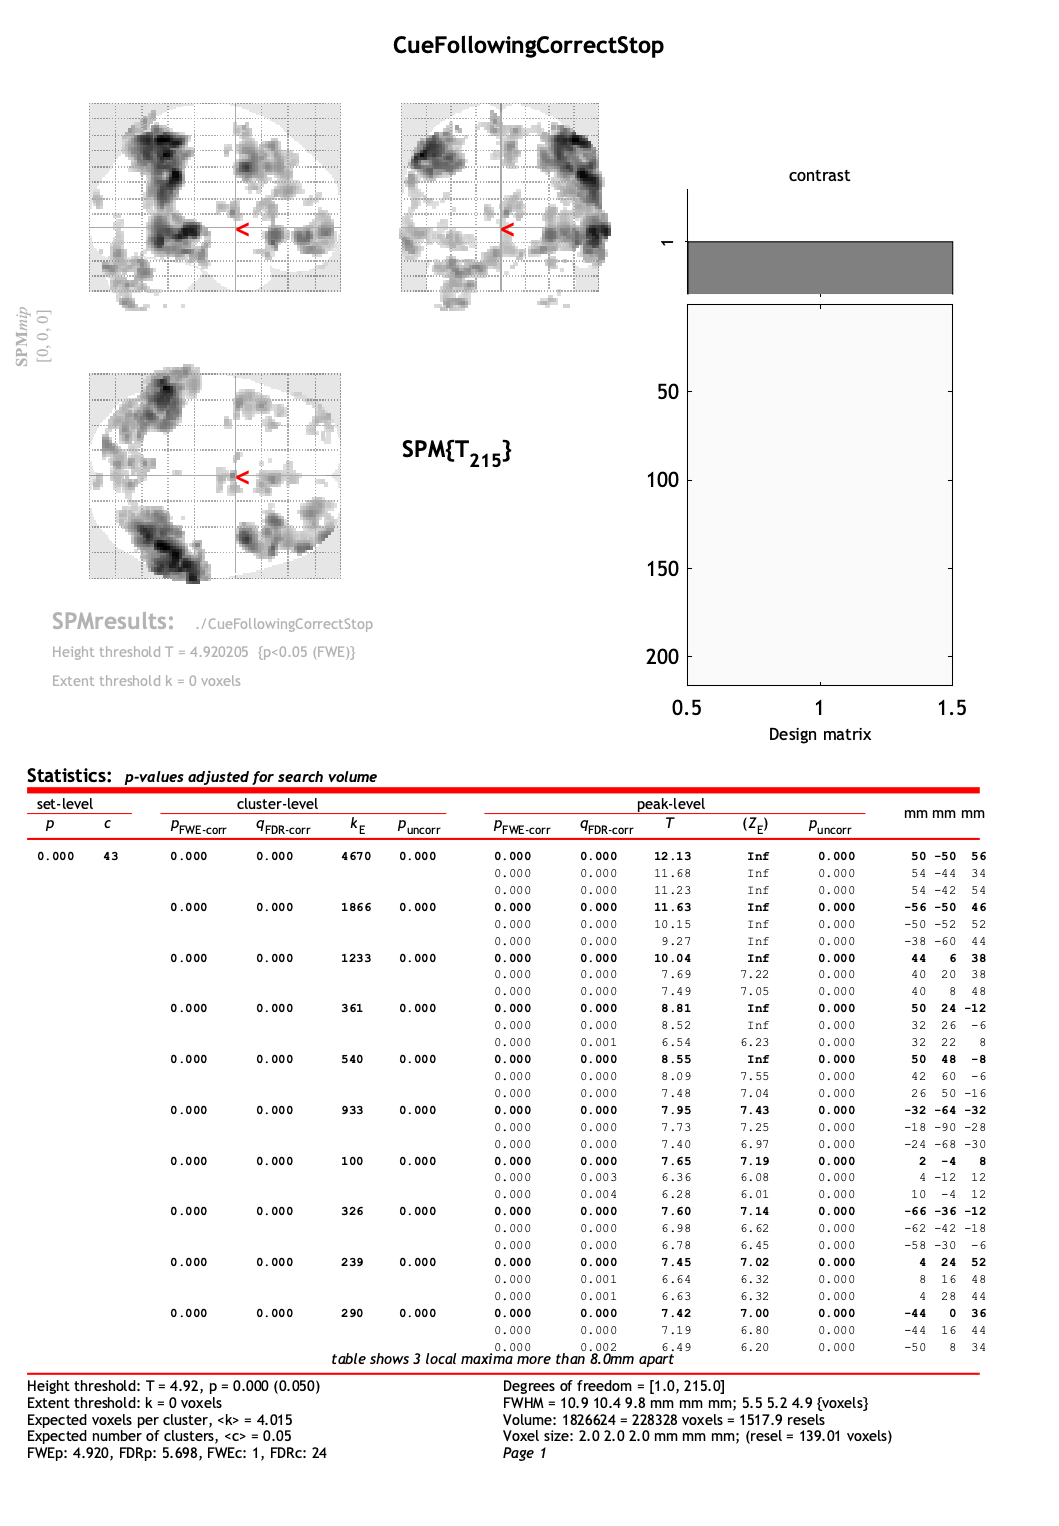 CueFollowingCorrectStop
SPMmip
[0, 0, 0]
<
<
<
SPM{T215}
contrast
1
50
100
150
200
0.5 1 1.5
Design matrix
SPMresults: ./CueFollowingCorrectStop
Height threshold T = 4.920205 {p<0.05 (FWE)}
Extent threshold k = 0 voxels
Statistics: p-values adjusted for search volume
set-level cluster-level peak-level
p c pFWE-corr qFDR-corr kE puncorr pFWE-corr qFDR-corr T (ZE) puncorr mm mm mm
0.000 43 0.000 0.000 4670 0.000 0.000 0.000 12.13 Inf 0.000 50 -50 56
0.000 0.000 11.68 Inf 0.000 54 -44 34
0.000 0.000 11.23 Inf 0.000 54 -42 54
0.000 0.000 1866 0.000 0.000 0.000 11.63 Inf 0.000 -56 -50 46
0.000 0.000 10.15 Inf 0.000 -50 -52 52
0.000 0.000 9.27 Inf 0.000 -38 -60 44
0.000 0.000 1233 0.000 0.000 0.000 10.04 Inf 0.000 44 6 38
0.000 0.000 7.69 7.22 0.000 40 20 38
0.000 0.000 7.49 7.05 0.000 40 8 48
0.000 0.000 361 0.000 0.000 0.000 8.81 Inf 0.000 50 24 -12
0.000 0.000 8.52 Inf 0.000 32 26 -6
0.000 0.001 6.54 6.23 0.000 32 22 8
0.000 0.000 540 0.000 0.000 0.000 8.55 Inf 0.000 50 48 -8
0.000 0.000 8.09 7.55 0.000 42 60 -6
0.000 0.000 7.48 7.04 0.000 26 50 -16
0.000 0.000 933 0.000 0.000 0.000 7.95 7.43 0.000 -32 -64 -32
0.000 0.000 7.73 7.25 0.000 -18 -90 -28
0.000 0.000 7.40 6.97 0.000 -24 -68 -30
0.000 0.000 100 0.000 0.000 0.000 7.65 7.19 0.000 2 -4 8
0.000 0.003 6.36 6.08 0.000 4 -12 12
0.000 0.004 6.28 6.01 0.000 10 -4 12
0.000 0.000 326 0.000 0.000 0.000 7.60 7.14 0.000 -66 -36 -12
0.000 0.000 6.98 6.62 0.000 -62 -42 -18
0.000 0.000 6.78 6.45 0.000 -58 -30 -6
0.000 0.000 239 0.000 0.000 0.000 7.45 7.02 0.000 4 24 52
0.000 0.001 6.64 6.32 0.000 8 16 48
0.000 0.001 6.63 6.32 0.000 4 28 44
0.000 0.000 290 0.000 0.000 0.000 7.42 7.00 0.000 -44 0 36
0.000 0.000 7.19 6.80 0.000 -44 16 44
0.000 0.002 6.49 6.20 0.000 -50 8 34
table shows 3 local maxima more than 8.0mm apart
Height threshold: T = 4.92, p = 0.000 (0.050)
Extent threshold: k = 0 voxels
Expected voxels per cluster, <k> = 4.015
Expected number of clusters, <c> = 0.05
FWEp: 4.920, FDRp: 5.698, FWEc: 1, FDRc: 24
Degrees of freedom = [1.0, 215.0]
FWHM = 10.9 10.4 9.8 mm mm mm; 5.5 5.2 4.9 {voxels}
Volume: 1826624 = 228328 voxels = 1517.9 resels
Voxel size: 2.0 2.0 2.0 mm mm mm; (resel = 139.01 voxels)
Page 1